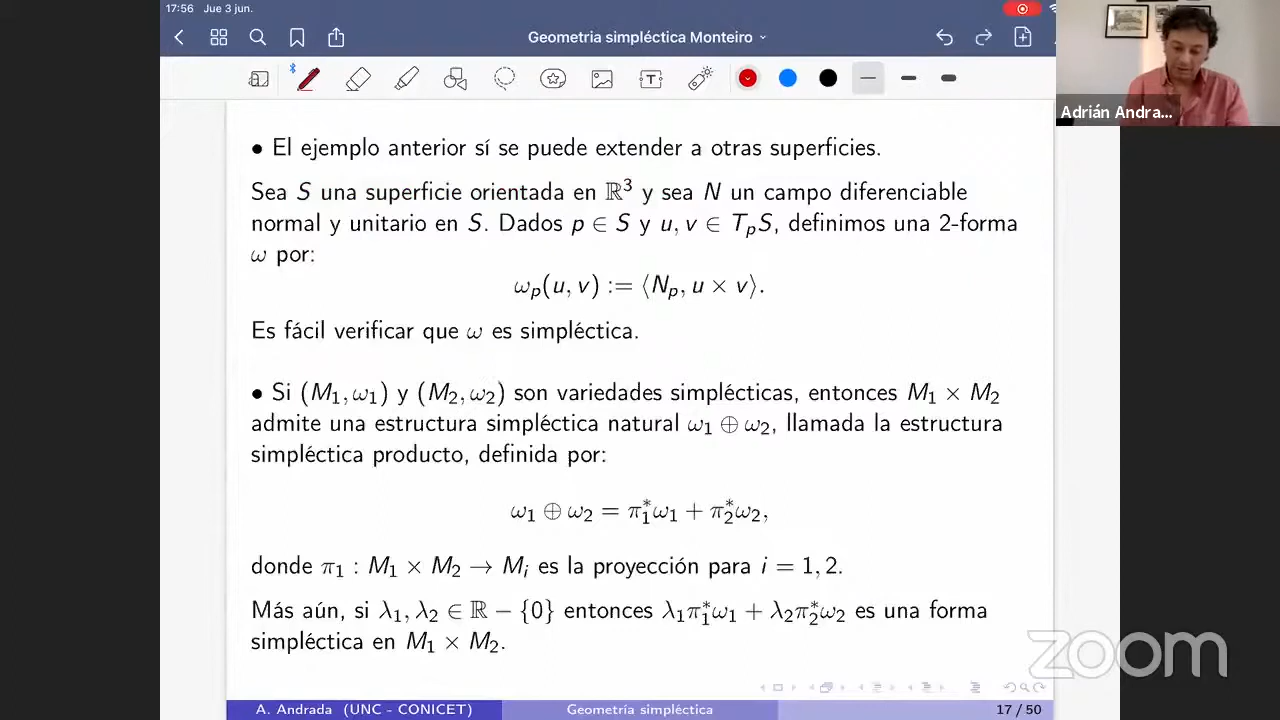 17:56 Jue 3 jun.
Geometria simpléctica Monteiro
Adrián Andra...
• El ejemplo anterior sí se puede extender a otras superficies.
Sea S una superficie orientada en ℝ³ y sea N un campo diferenciable
normal y unitario en S. Dados p ∈ S y u, v ∈ TₚS, definimos una 2-forma
ω por:
ωₚ(u, v) := ⟨Nₚ, u × v⟩.
Es fácil verificar que ω es simpléctica.
• Si (M₁, ω₁) y (M₂, ω₂) son variedades simplécticas, entonces M₁ × M₂
admite una estructura simpléctica natural ω₁ ⊕ ω₂, llamada la estructura
simpléctica producto, definida por:
ω₁ ⊕ ω₂ = π₁*ω₁ + π₂*ω₂,
donde π₁ : M₁ × M₂ → Mᵢ es la proyección para i = 1, 2.
Más aún, si λ₁, λ₂ ∈ ℝ − {0} entonces λ₁π₁*ω₁ + λ₂π₂*ω₂ es una forma
simpléctica en M₁ × M₂.
zoom
A. Andrada (UNC - CONICET) Geometría simpléctica 17 / 50